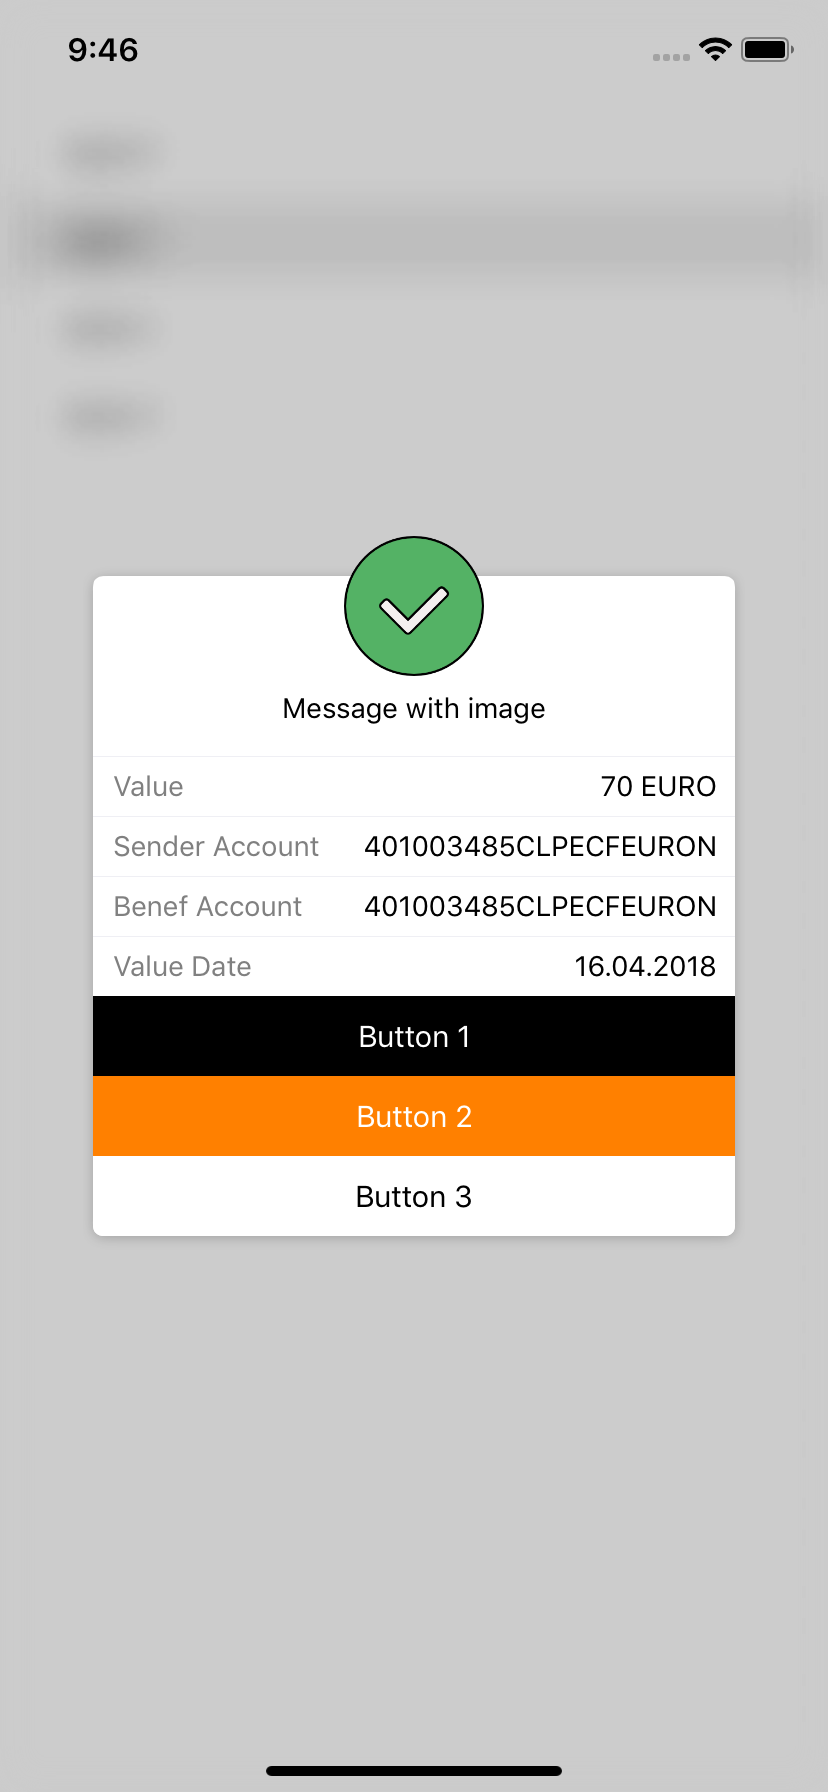 9:46
Message with image
Value 70 EURO
Sender Account 401003485CLPECFEURON
Benef Account 401003485CLPECFEURON
Value Date 16.04.2018
Button 1
Button 2
Button 3